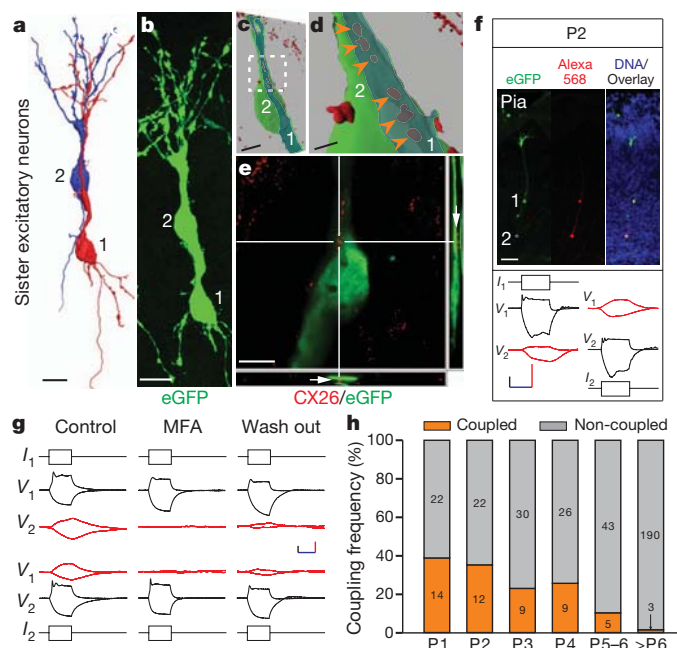 a
b
c
d
e
f
Sister excitatory neurons
2
1
2
1
eGFP
2
1
2
1
CX26/eGFP
P2
eGFP
Alexa 568
DNA/ Overlay
Pia
1
2
I1
V1
V2
V1
V2
I2
g
Control
MFA
Wash out
I1
V1
V2
V1
V2
I2
h
Coupled
Non-coupled
Coupling frequency (%)
100
80
60
40
20
0
22
22
30
26
43
190
14
12
9
9
5
3
P1
P2
P3
P4
P5–6
>P6